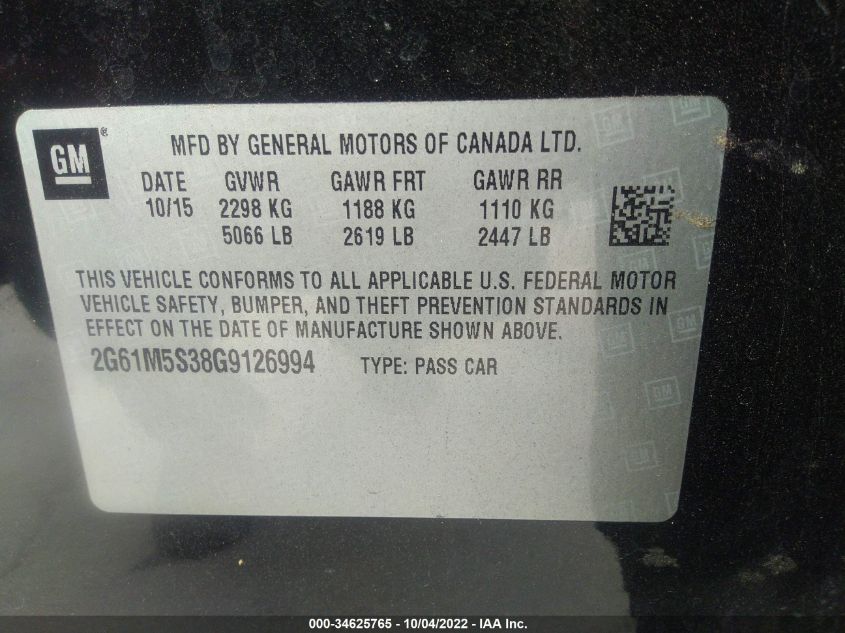 GM ®
MFD BY GENERAL MOTORS OF CANADA LTD.
DATE GVWR GAWR FRT GAWR RR
10/15 2298 KG 1188 KG 1110 KG
5066 LB 2619 LB 2447 LB
THIS VEHICLE CONFORMS TO ALL APPLICABLE U.S. FEDERAL MOTOR
VEHICLE SAFETY, BUMPER, AND THEFT PREVENTION STANDARDS IN
EFFECT ON THE DATE OF MANUFACTURE SHOWN ABOVE.
2G61M5S38G9126994 TYPE: PASS CAR
000-34625765 - 10/04/2022 - IAA Inc.